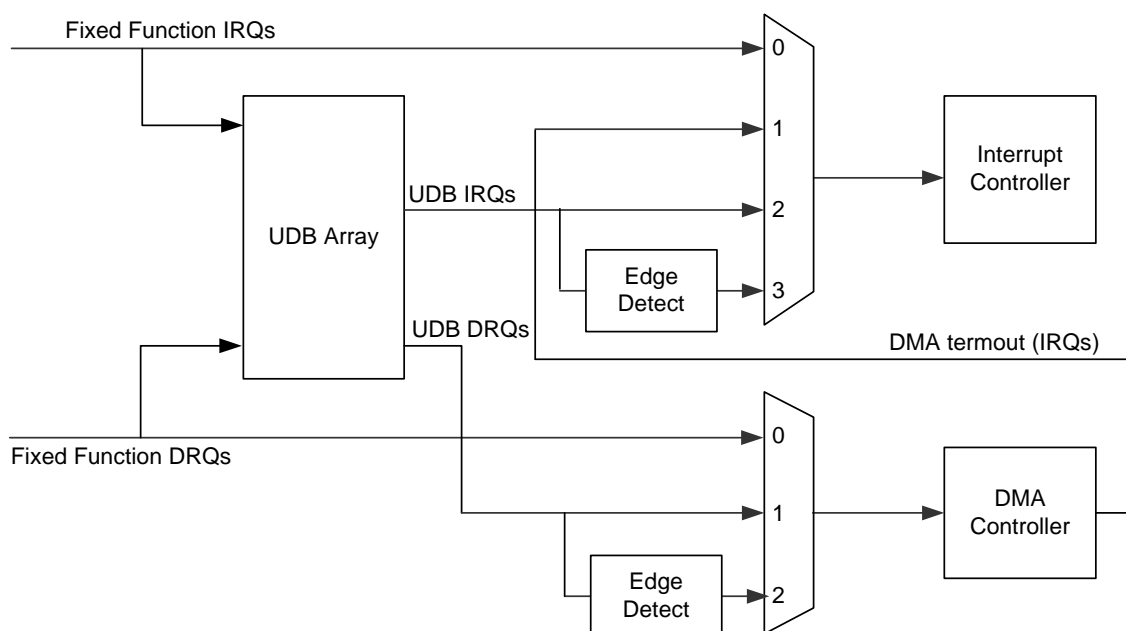 Fixed Function IRQs
0
1
Interrupt
Controller
UDB IRQs
2
UDB Array
Edge
Detect
3
UDB DRQs
DMA termout (IRQs)
0
Fixed Function DRQs
DMA
Controller
1
Edge
Detect
2